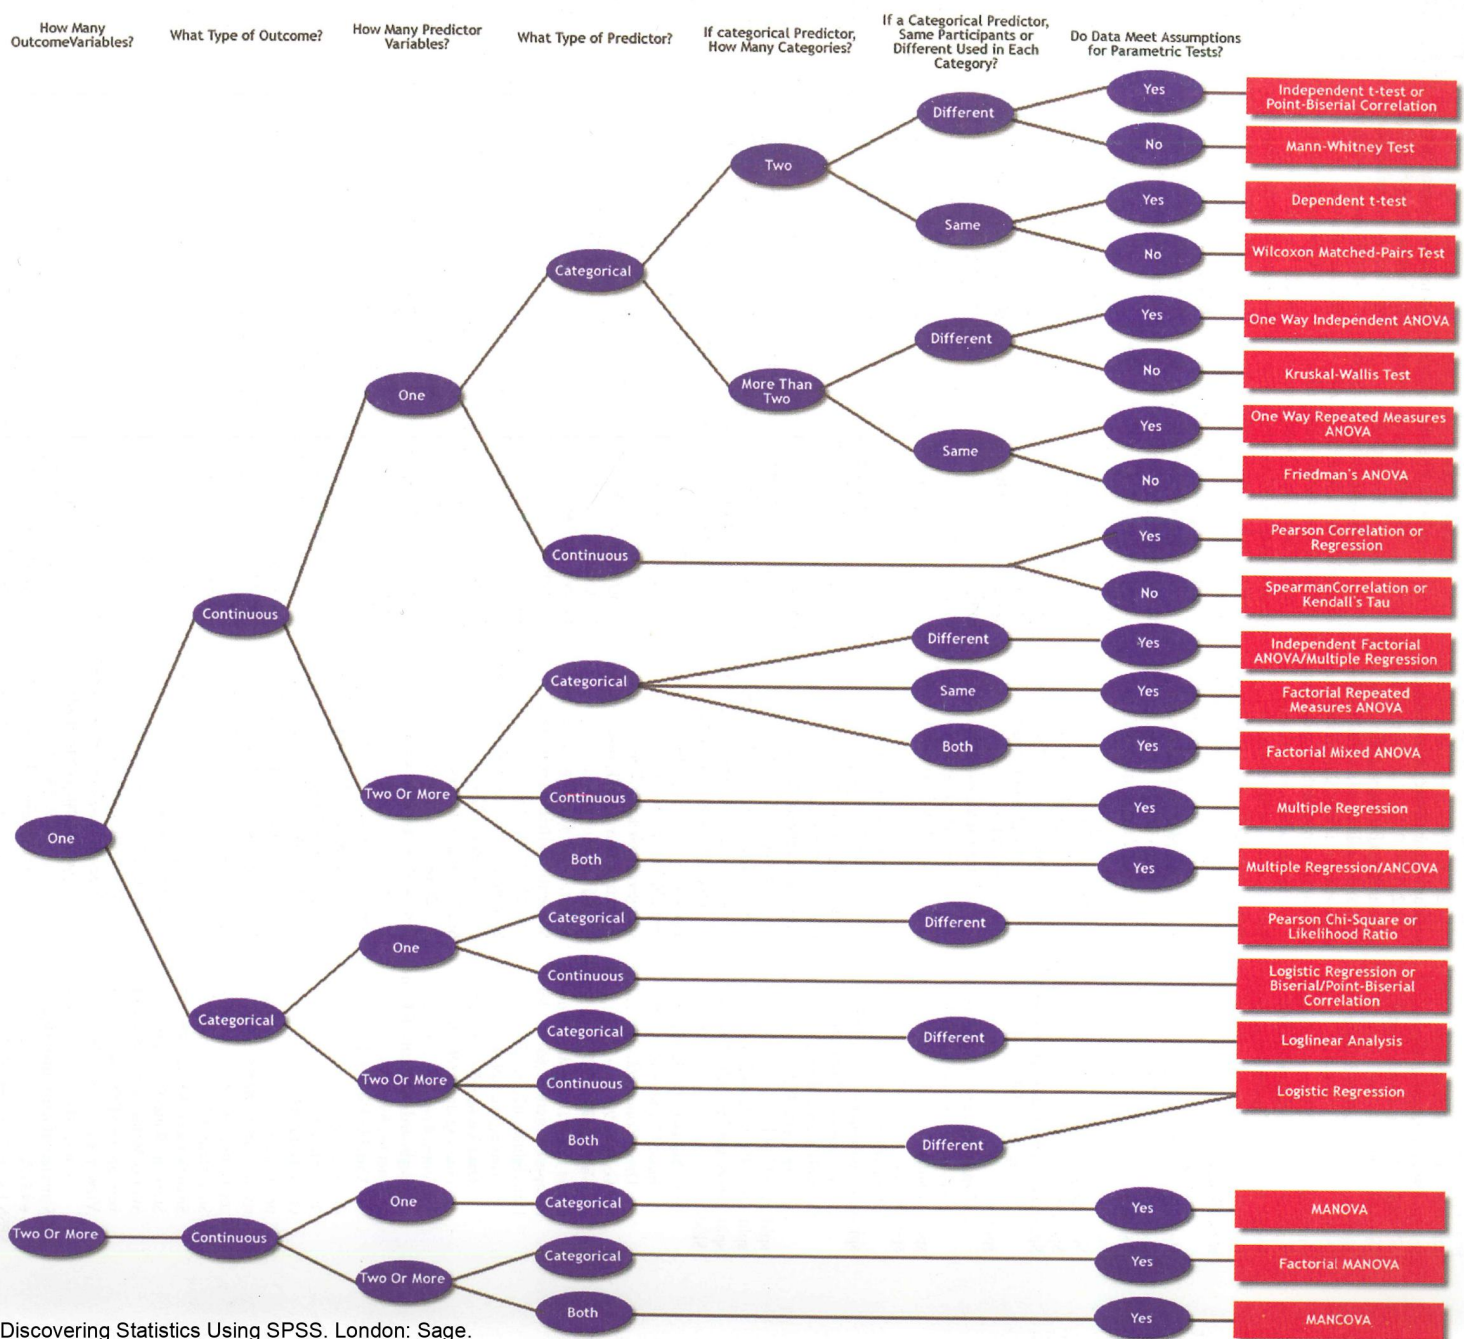 How Many
OutcomeVariables?
What Type of Outcome?
How Many Predictor
Variables?
What Type of Predictor?
If categorical Predictor,
How Many Categories?
If a Categorical Predictor,
Same Participants or
Different Used in Each
Category?
Do Data Meet Assumptions
for Parametric Tests?
Different
Yes
Independent t-test or
Point-Biserial Correlation
No
Mann-Whitney Test
Two
Same
Yes
Dependent t-test
No
Wilcoxon Matched-Pairs Test
Categorical
Different
Yes
One Way Independent ANOVA
No
Kruskal-Wallis Test
More Than
Two
One
Same
Yes
One Way Repeated Measures
ANOVA
No
Friedman's ANOVA
Continuous
Yes
Pearson Correlation or
Regression
No
SpearmanCorrelation or
Kendall's Tau
Continuous
Categorical
Different
Yes
Independent Factorial
ANOVA/Multiple Regression
Same
Yes
Factorial Repeated
Measures ANOVA
Both
Yes
Factorial Mixed ANOVA
Two Or More
Continuous
Yes
Multiple Regression
One
Both
Yes
Multiple Regression/ANCOVA
One
Categorical
Different
Pearson Chi-Square or
Likelihood Ratio
Continuous
Logistic Regression or
Biserial/Point-Biserial
Correlation
Categorical
Categorical
Different
Loglinear Analysis
Two Or More
Continuous
Logistic Regression
Both
Different
One
Categorical
Yes
MANOVA
Two Or More
Continuous
Categorical
Yes
Factorial MANOVA
Two Or More
Both
Yes
MANCOVA
Discovering Statistics Using SPSS. London: Sage.